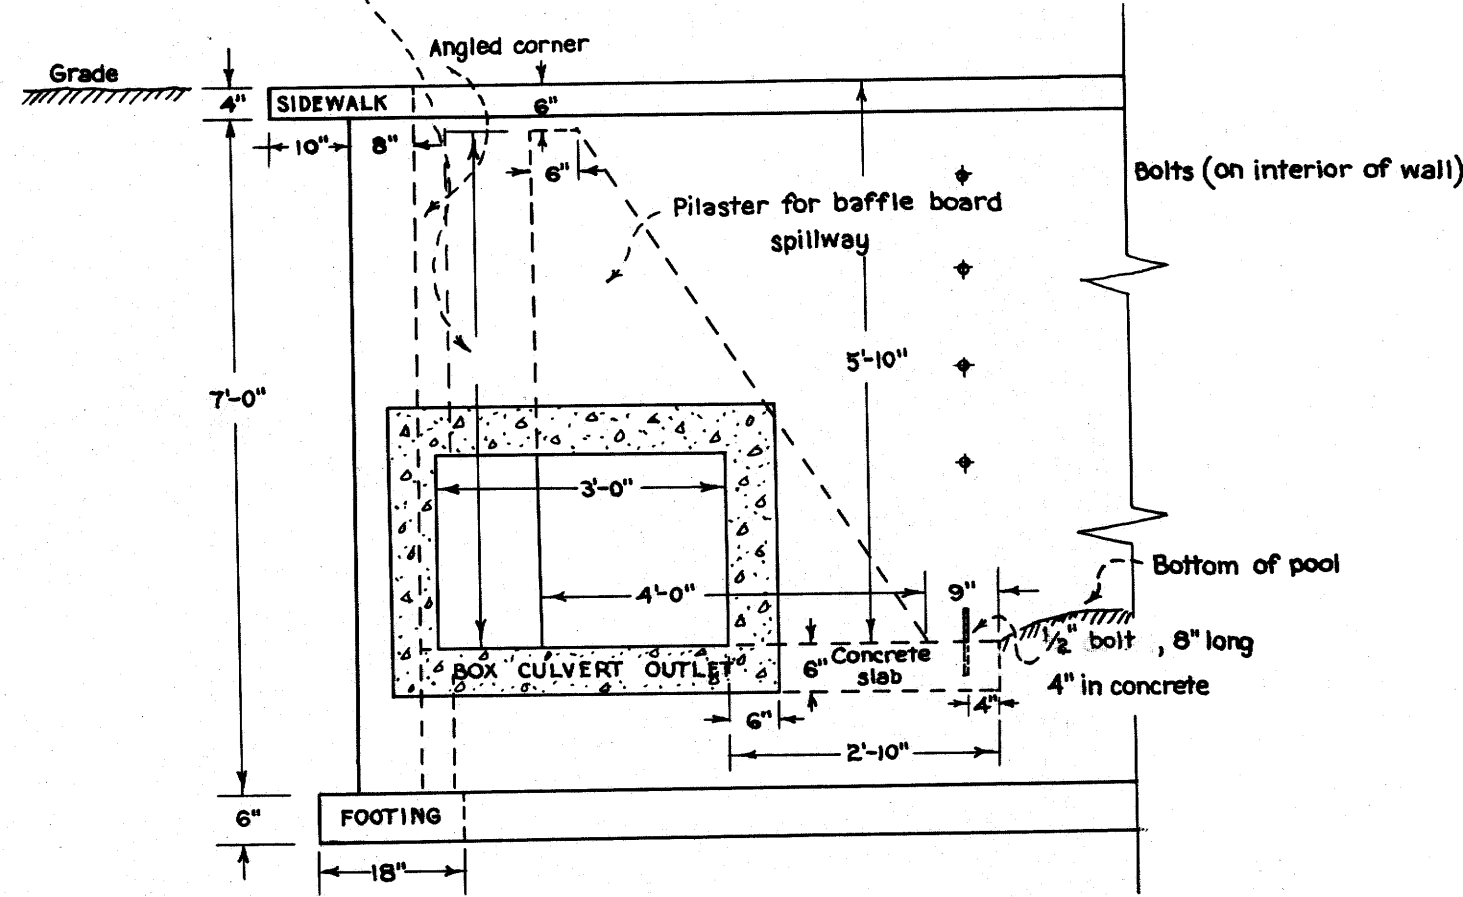 Angled corner
Grade
4"
SIDEWALK
6"
10"
8"
6"
Bolts (on interior of wall)
Pilaster for baffle board
spillway
5'-10"
7'-0"
3'-0"
4'-0"
9"
Bottom of pool
1/2" bolt , 8" long
BOX CULVERT OUTLET
6"
Concrete
slab
4" in concrete
4"
6"
2'-10"
6"
FOOTING
18"